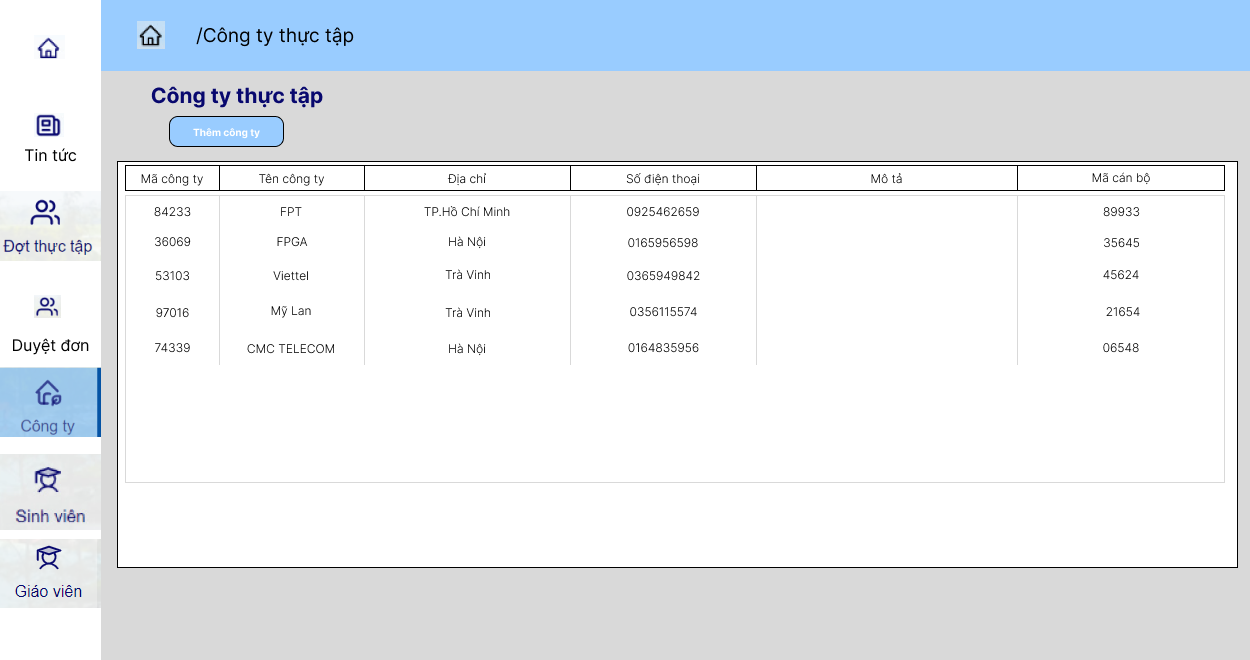 /Công ty thực tập
Tin tức
Đợt thực tập
Duyệt đơn
Công ty
Sinh viên
Giáo viên
Công ty thực tập
Thêm công ty
Mã công ty Tên công ty Địa chỉ Số điện thoại Mô tả Mã cán bộ
84233 FPT TP.Hồ Chí Minh 0925462659 89933
36069 FPGA Hà Nội 0165956598 35645
53103 Viettel Trà Vinh 0365949842 45624
97016 Mỹ Lan Trà Vinh 0356115574 21654
74339 CMC TELECOM Hà Nội 0164835956 06548